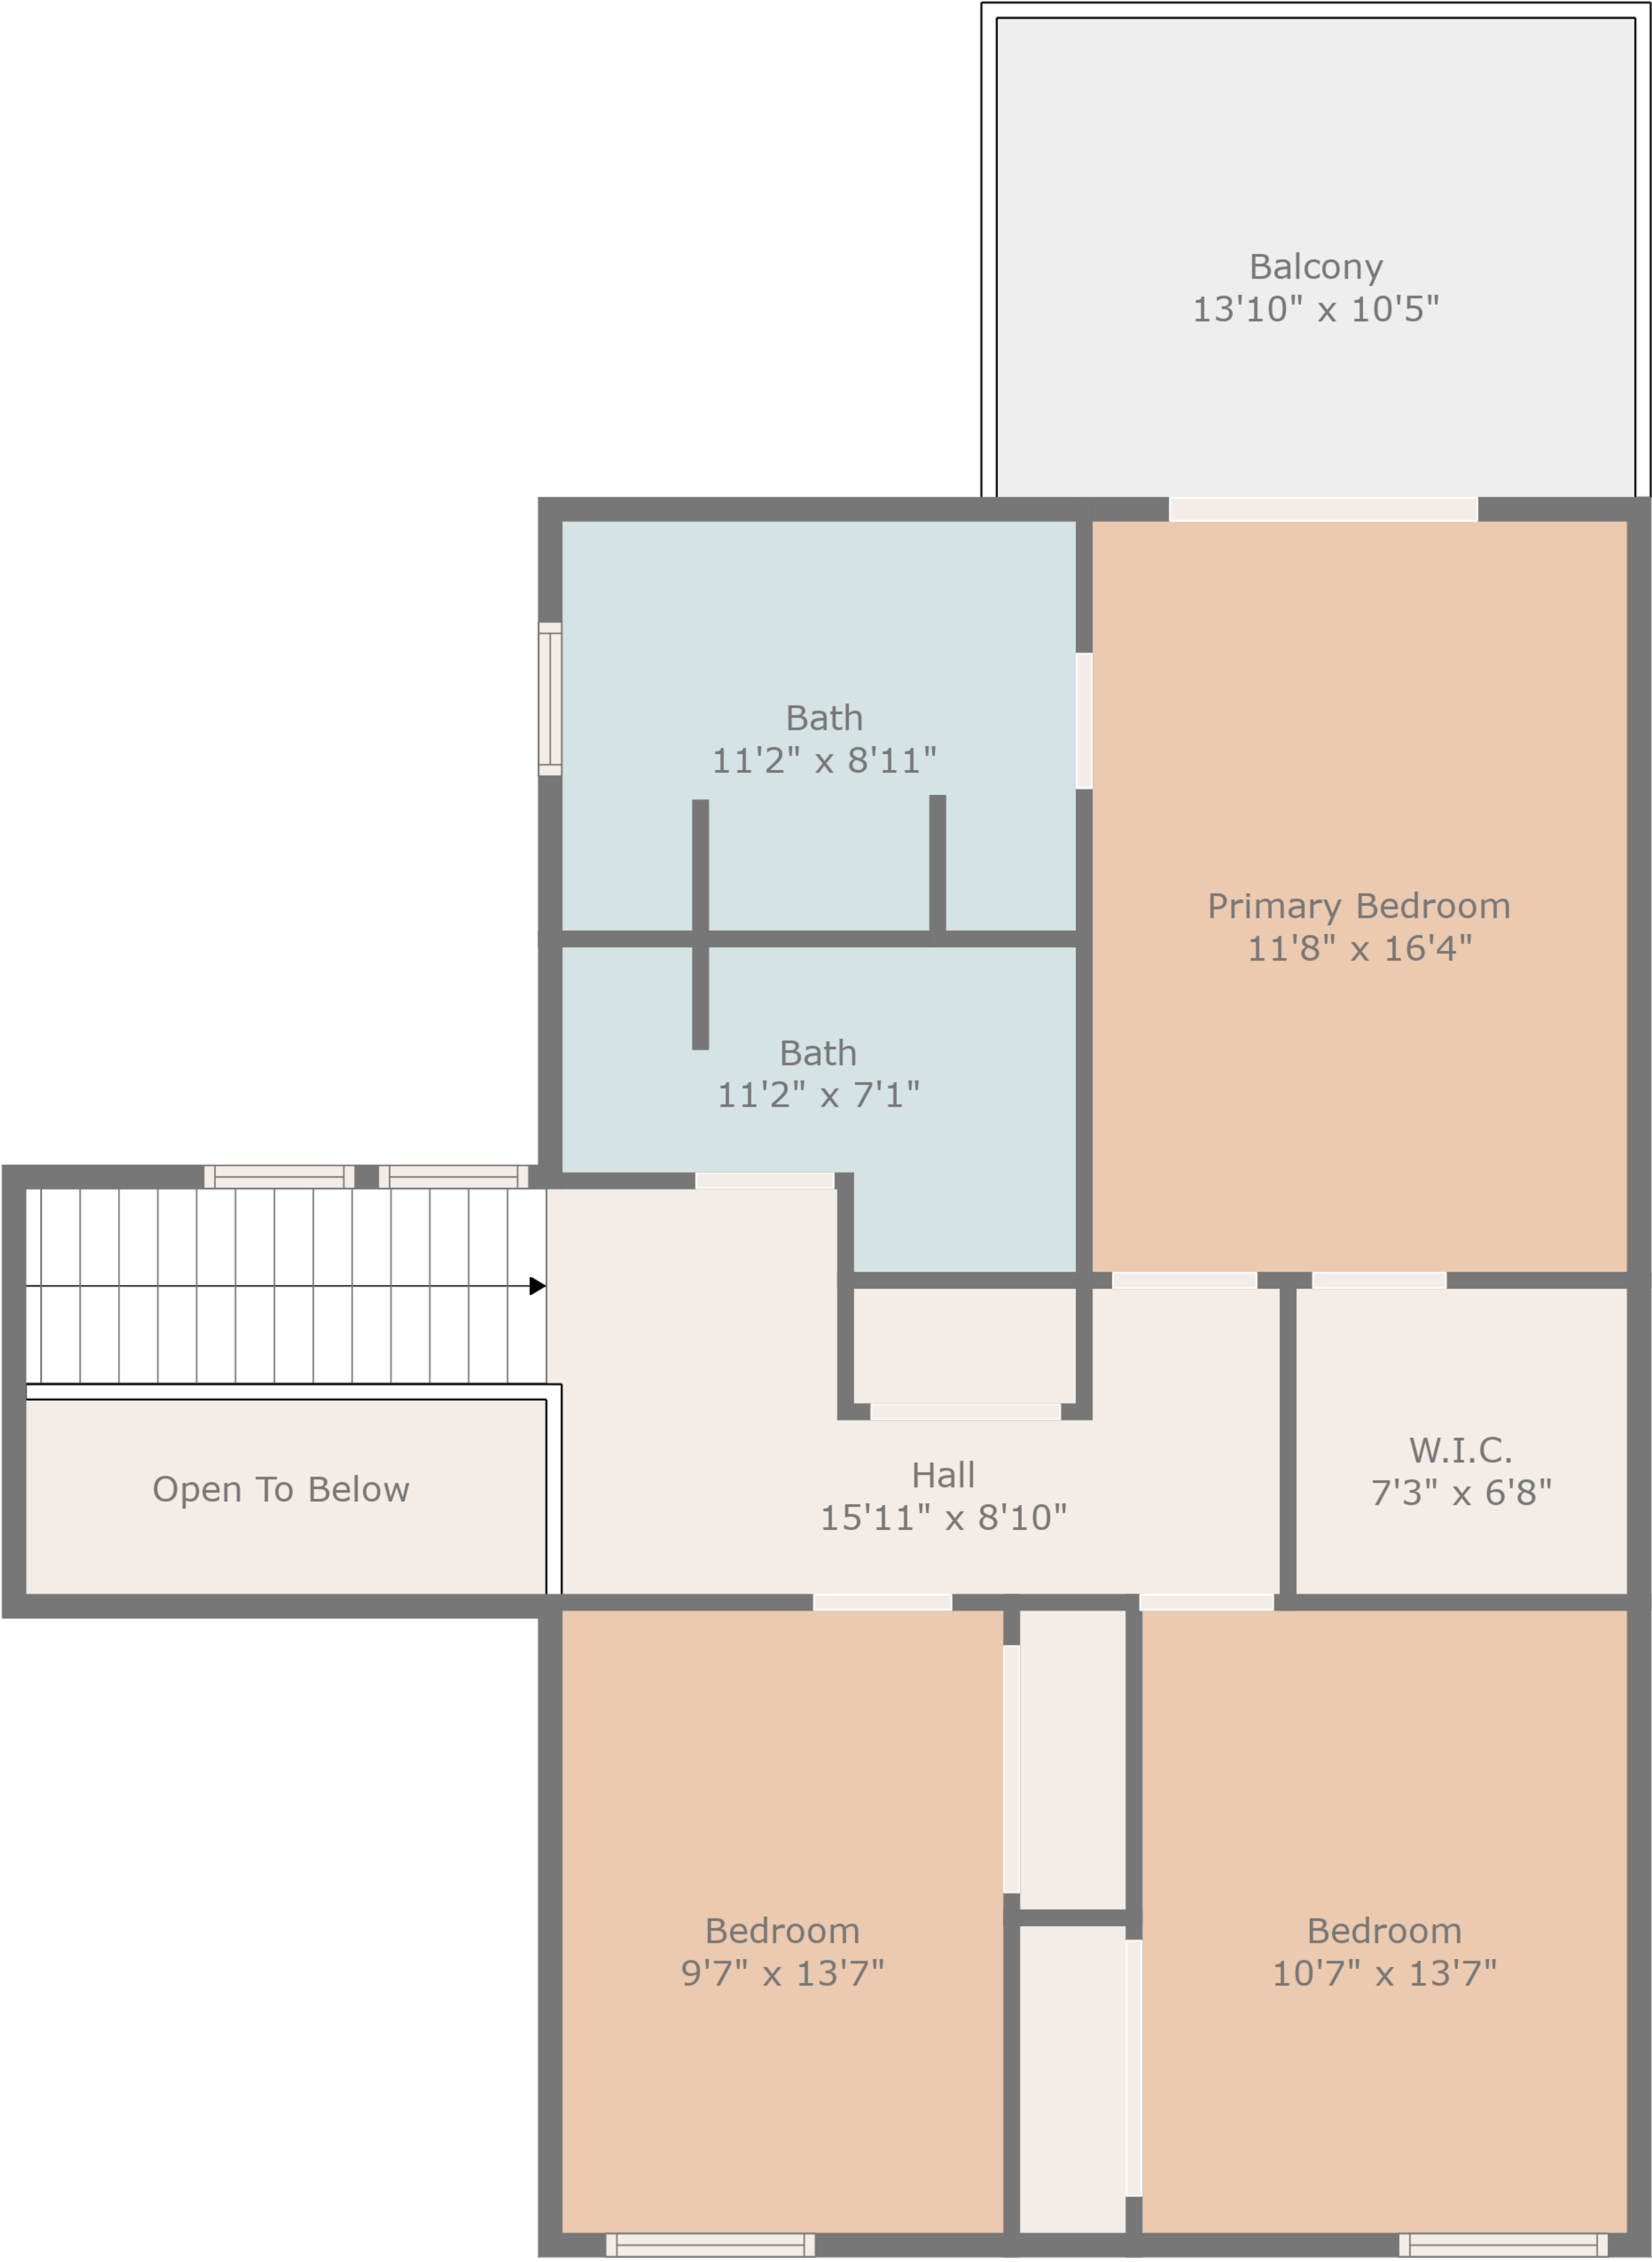 Balcony
13'10" x 10'5"
Bath
11'2" x 8'11"
Primary Bedroom
11'8" x 16'4"
Bath
11'2" x 7'1"
Open To Below
Hall
15'11" x 8'10"
W.I.C.
7'3" x 6'8"
Bedroom
9'7" x 13'7"
Bedroom
10'7" x 13'7"